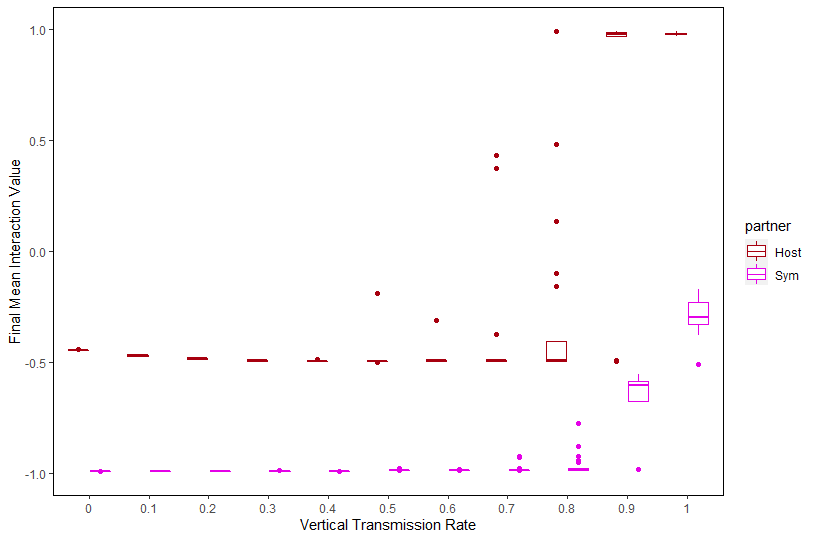 Final Mean Interaction Value
1.0
0.5
0.0
-0.5
-1.0
0 0.1 0.2 0.3 0.4 0.5 0.6 0.7 0.8 0.9 1
Vertical Transmission Rate
partner
Host
Sym